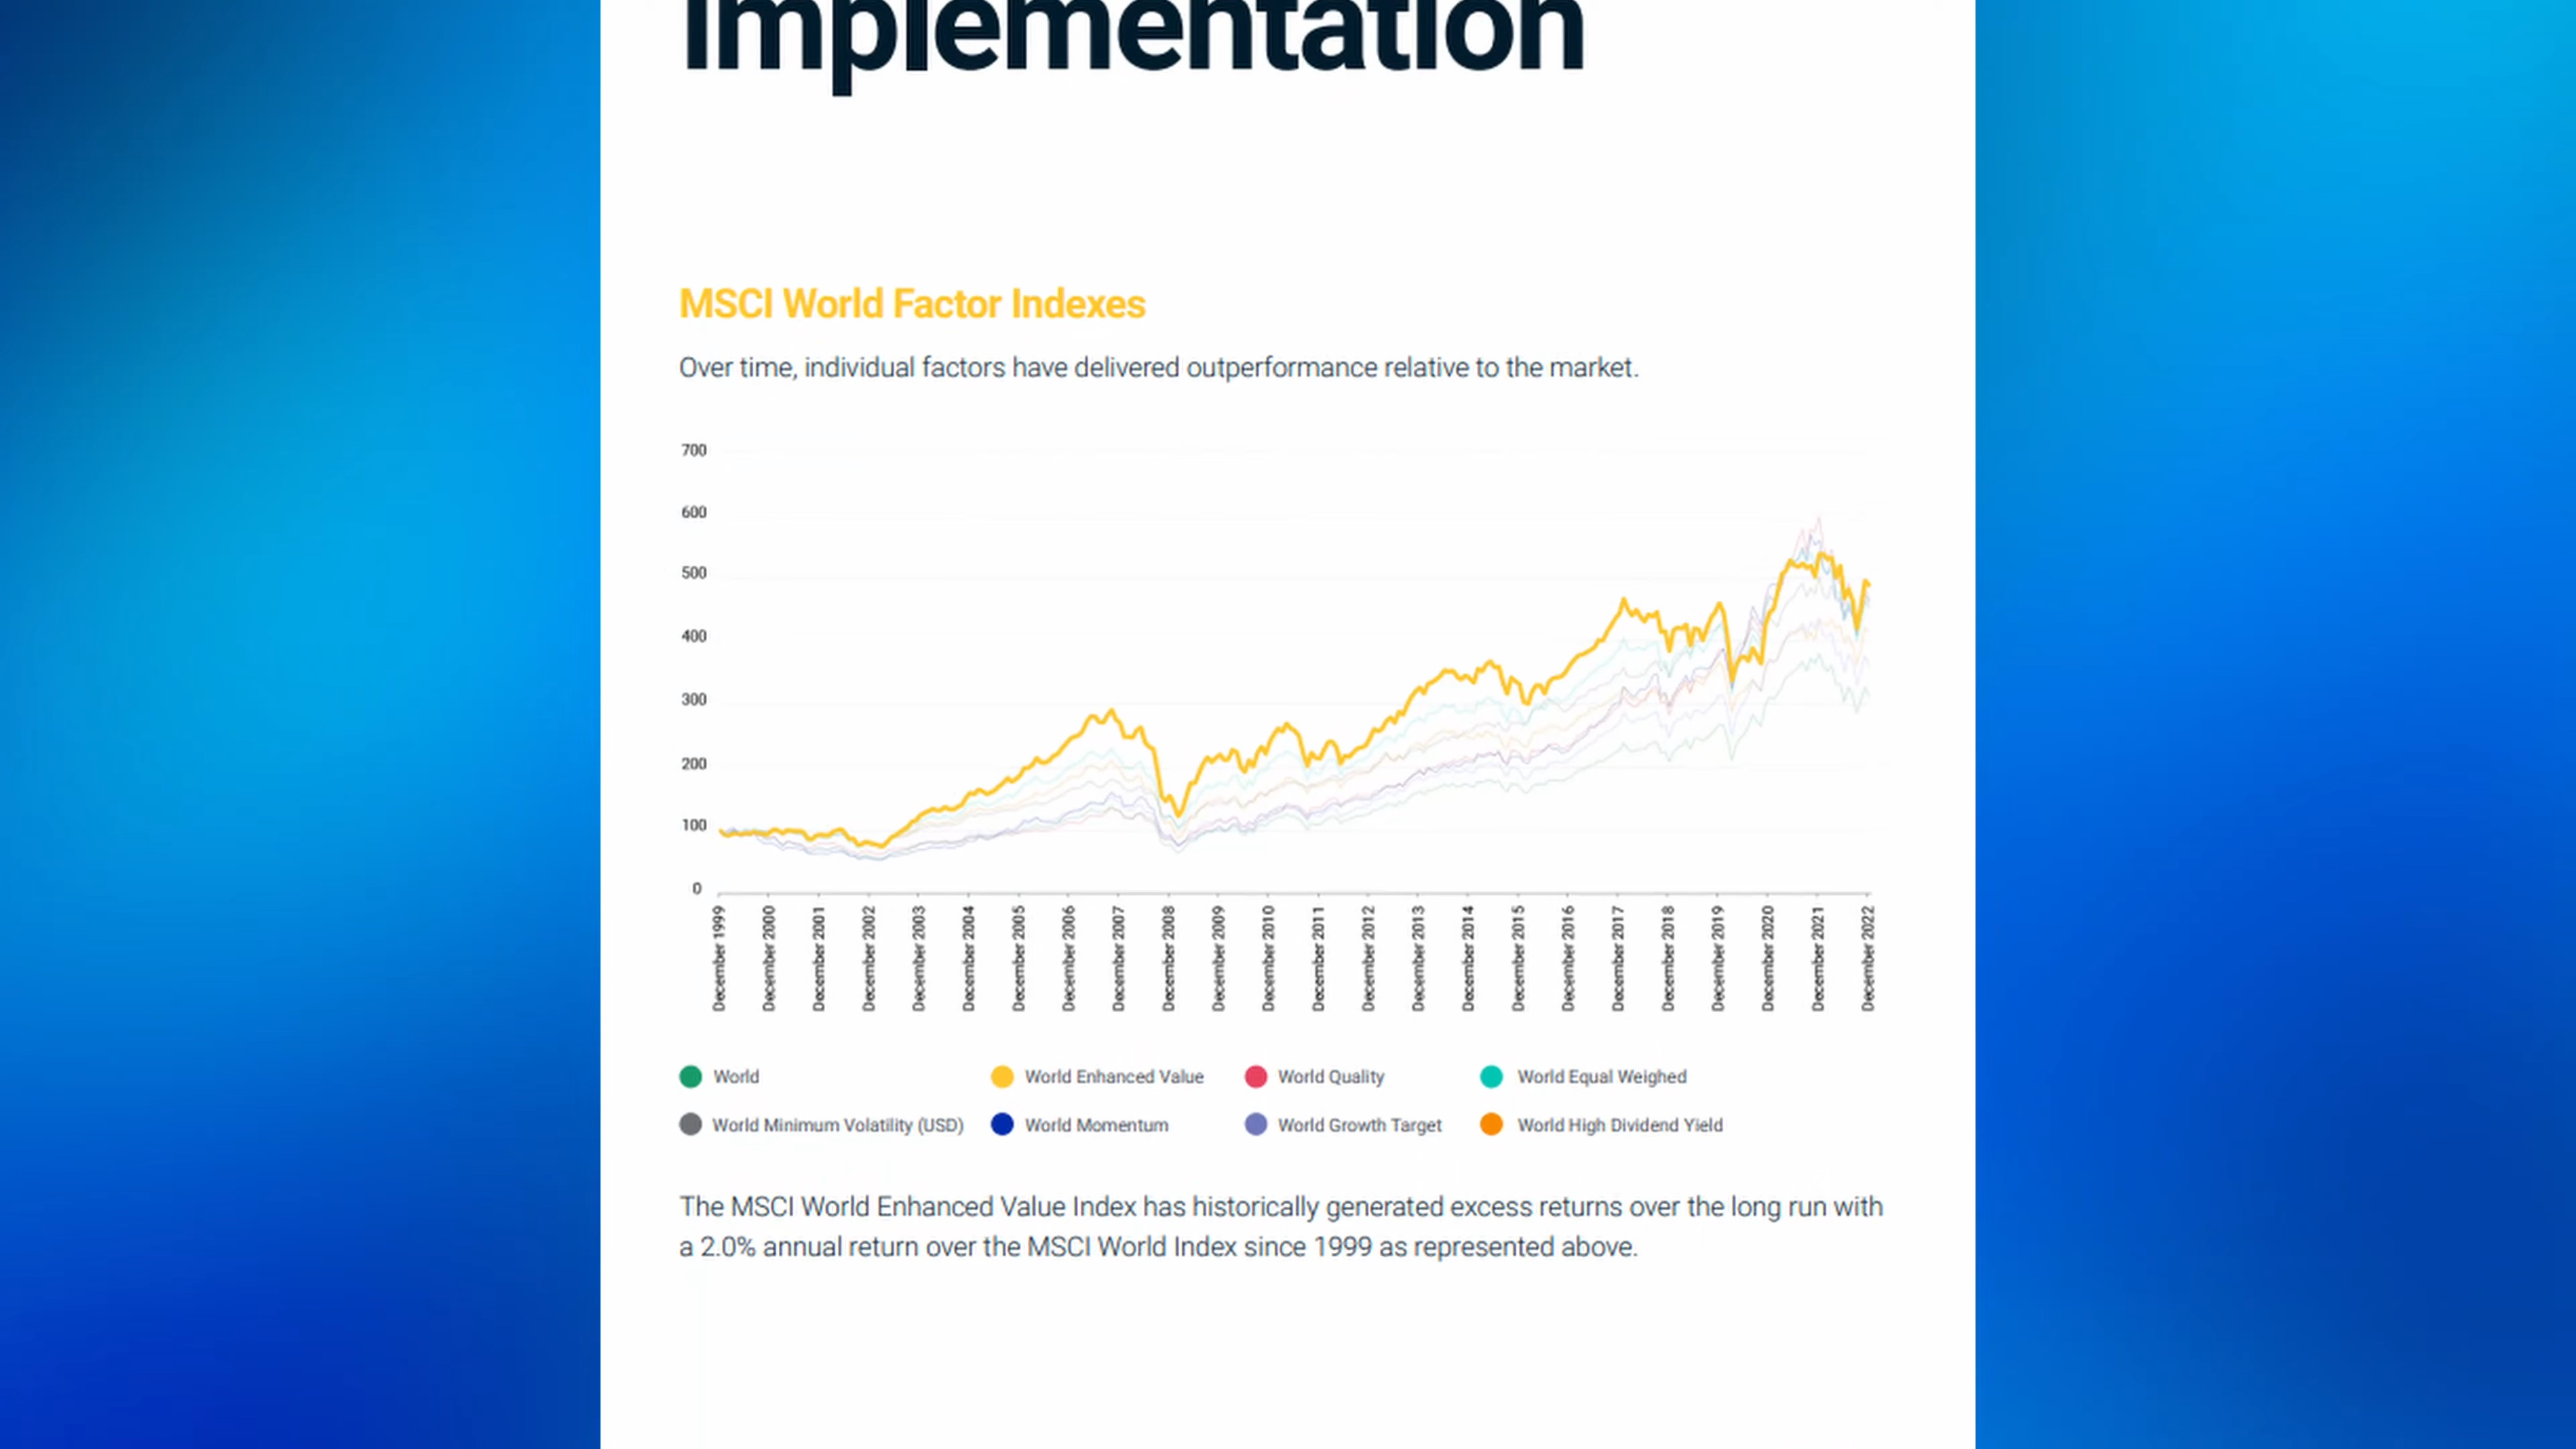 Implementation
MSCI World Factor Indexes
Over time, individual factors have delivered outperformance relative to the market.
700
600
500
400
300
200
100
0
December 1999
December 2000
December 2001
December 2002
December 2003
December 2004
December 2005
December 2006
December 2007
December 2008
December 2009
December 2010
December 2011
December 2012
December 2013
December 2014
December 2015
December 2016
December 2017
December 2018
December 2019
December 2020
December 2021
December 2022
World
World Enhanced Value
World Quality
World Equal Weighed
World Minimum Volatility (USD)
World Momentum
World Growth Target
World High Dividend Yield
The MSCI World Enhanced Value Index has historically generated excess returns over the long run with
a 2.0% annual return over the MSCI World Index since 1999 as represented above.